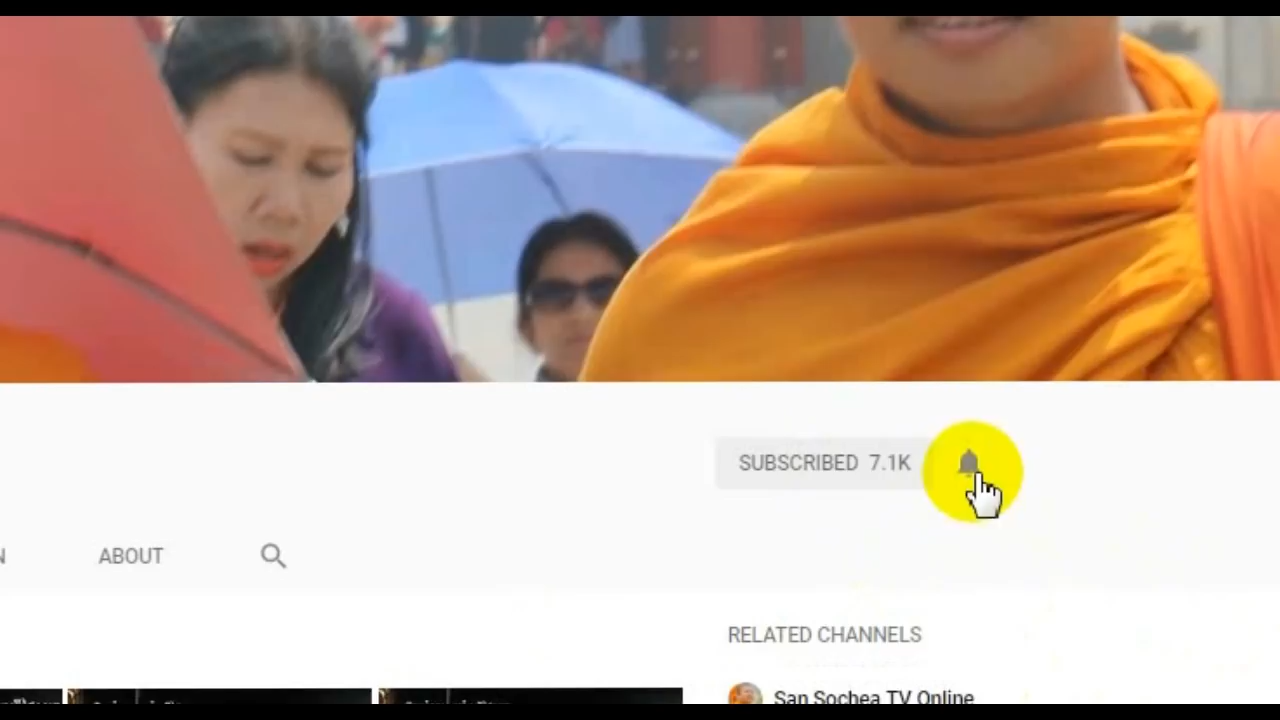 SUBSCRIBED 7.1K
ABOUT
RELATED CHANNELS
San Sochea TV Online